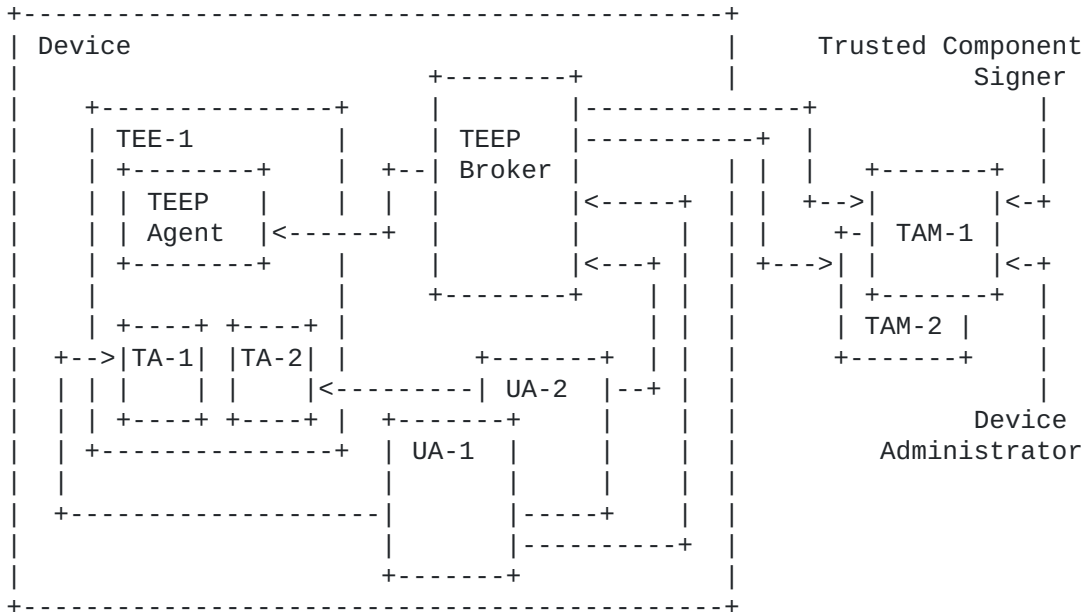 Device
Trusted Component
Signer
TEE-1
TEEP
Broker
TEEP
Agent
TAM-1
TAM-2
TA-1
TA-2
UA-2
UA-1
Device
Administrator